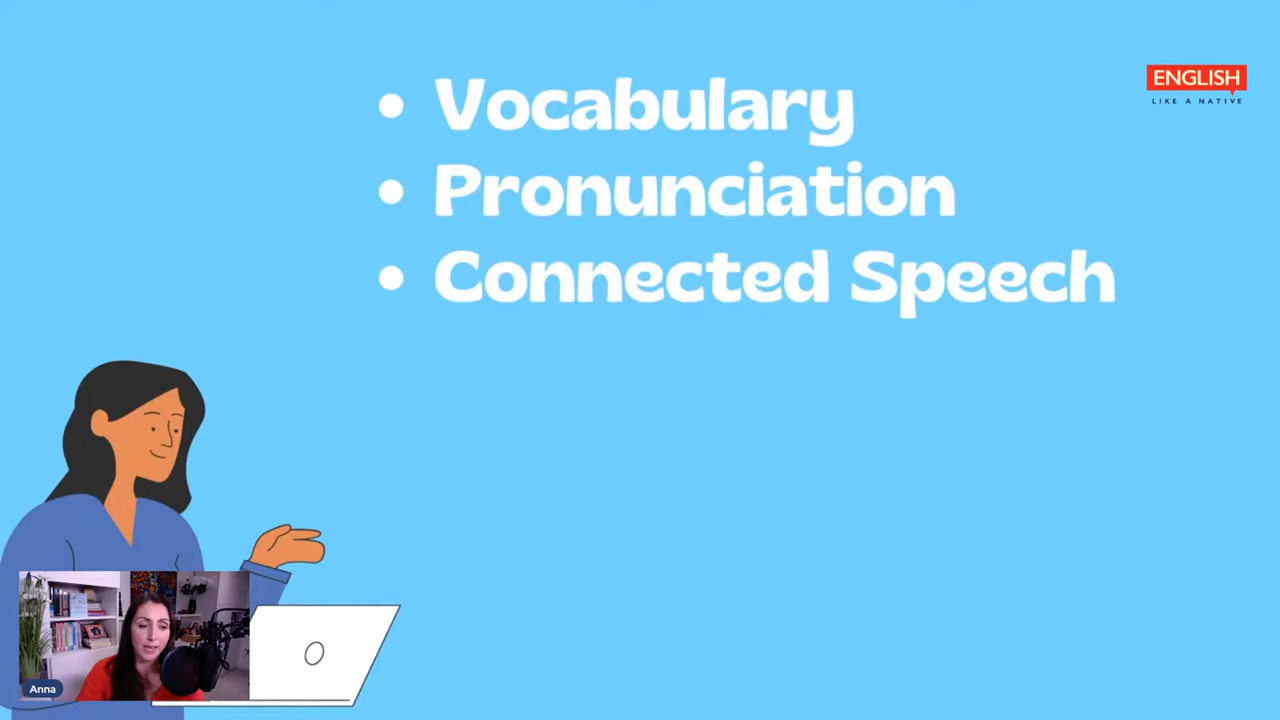 ENGLISH
LIKE A NATIVE
• Vocabulary
• Pronunciation
• Connected Speech
Anna